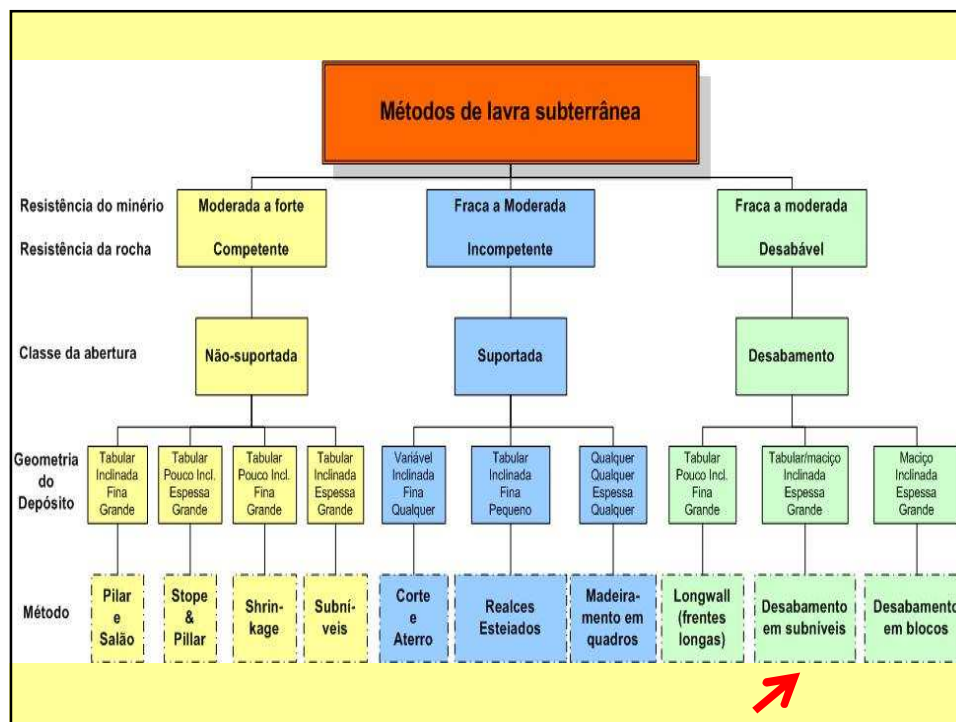 Métodos de lavra subterrânea
Resistência do minério
Moderada a forte
Fraca a Moderada
Fraca a moderada
Resistência da rocha
Competente
Incompetente
Desabável
Classe da abertura
Não-suportada
Suportada
Desabamento
Geometria
do
Depósito
Tabular
Inclinada
Fina
Grande
Tabular
Pouco Incl.
Espessa
Grande
Tabular
Pouco Incl.
Fina
Grande
Tabular
Inclinada
Espessa
Grande
Variável
Inclinada
Fina
Qualquer
Tabular
Inclinada
Fina
Pequeno
Qualquer
Qualquer
Espessa
Qualquer
Tabular
Pouco Incl.
Fina
Grande
Tabular/maciço
Inclinada
Espessa
Grande
Maciço
Inclinada
Espessa
Grande
Método
Pilar
e
Salão
Stope
&
Pillar
Shrin-
kage
Subní-
veis
Corte
e
Aterro
Realces
Esteiados
Madeira-
mento em
quadros
Longwall
(frentes
longas)
Desabamento
em subníveis
Desabamento
em blocos